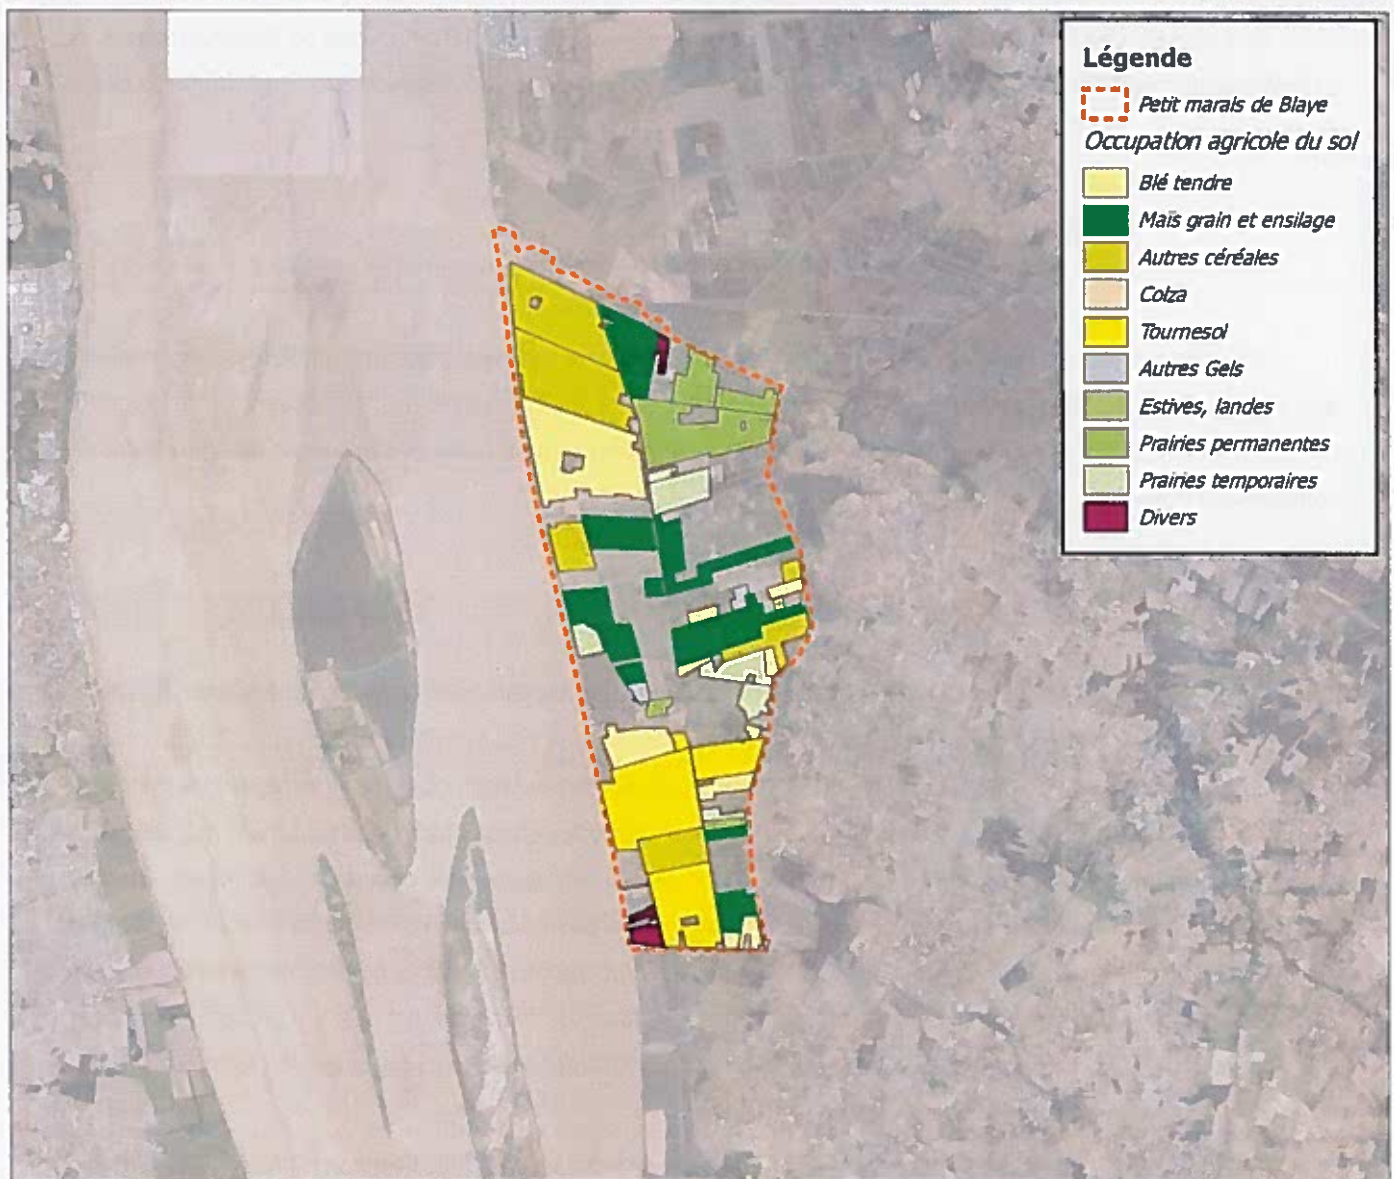 Légende
Petit marais de Blaye
Occupation agricole du sol
Blé tendre
Maïs grain et ensilage
Autres céréales
Colza
Tournesol
Autres Gels
Estives, landes
Prairies permanentes
Prairies temporaires
Divers